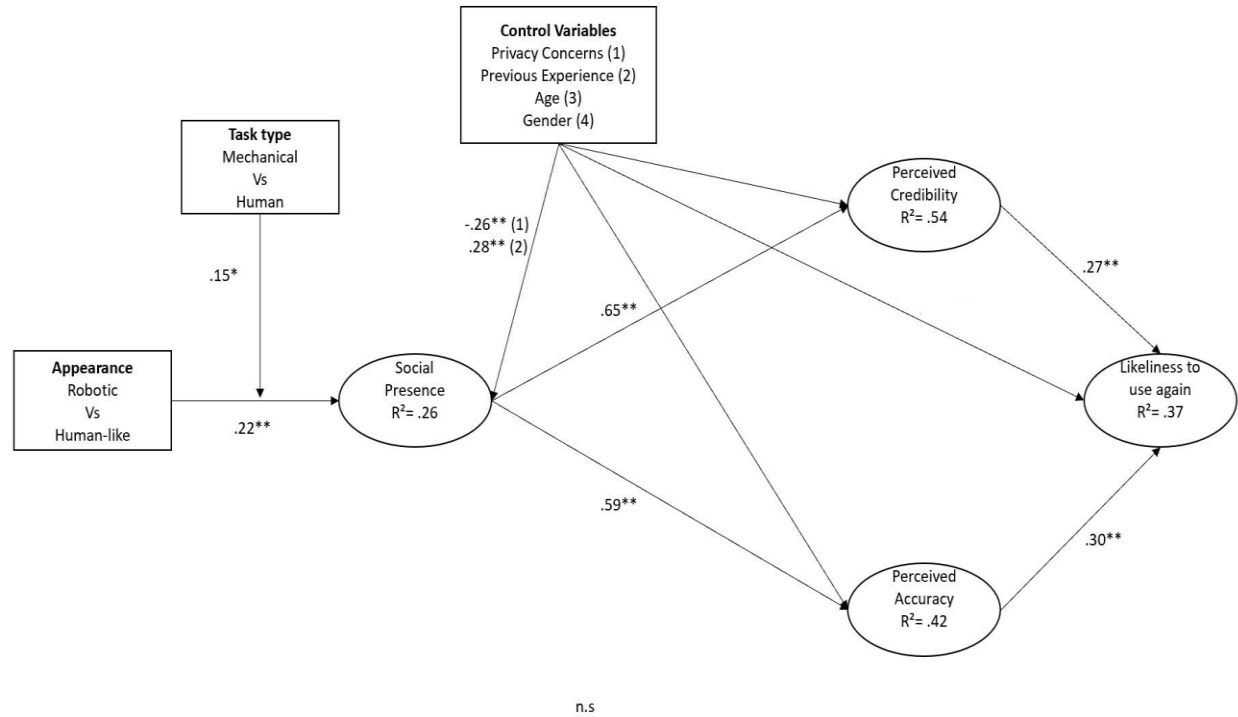 Control Variables
Privacy Concerns (1)
Previous Experience (2)
Age (3)
Gender (4)
Task type
Mechanical
Vs
Human
Perceived
Credibility
R²= .54
-.26** (1)
.28** (2)
.15*
.27**
.65**
Appearance
Robotic
Vs
Human-like
.22**
Social
Presence
R²= .26
Likeliness to
use again
R²= .37
.59**
.30**
Perceived
Accuracy
R²= .42
n.s